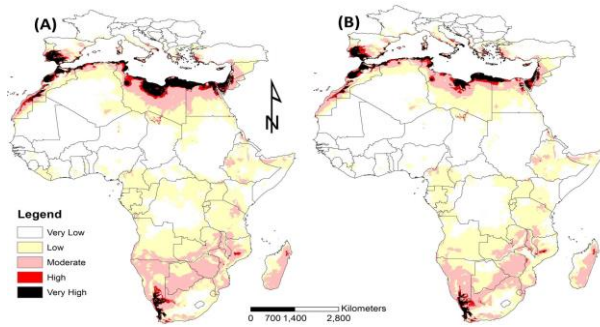 (A)
(B)
N
Legend
Very Low
Low
Moderate
High
Very High
Kilometers
0 700 1,400 2,800